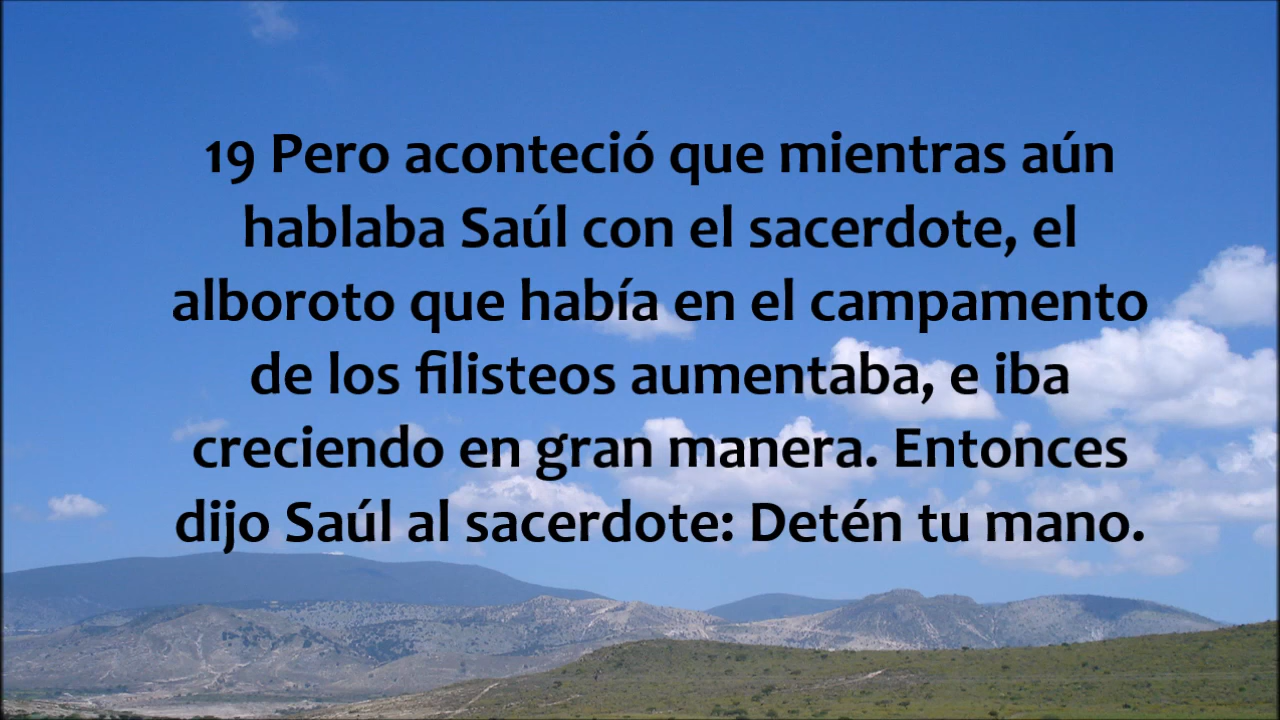 19 Pero aconteció que mientras aún
hablaba Saúl con el sacerdote, el
alboroto que había en el campamento
de los filisteos aumentaba, e iba
creciendo en gran manera. Entonces
dijo Saúl al sacerdote: Detén tu mano.